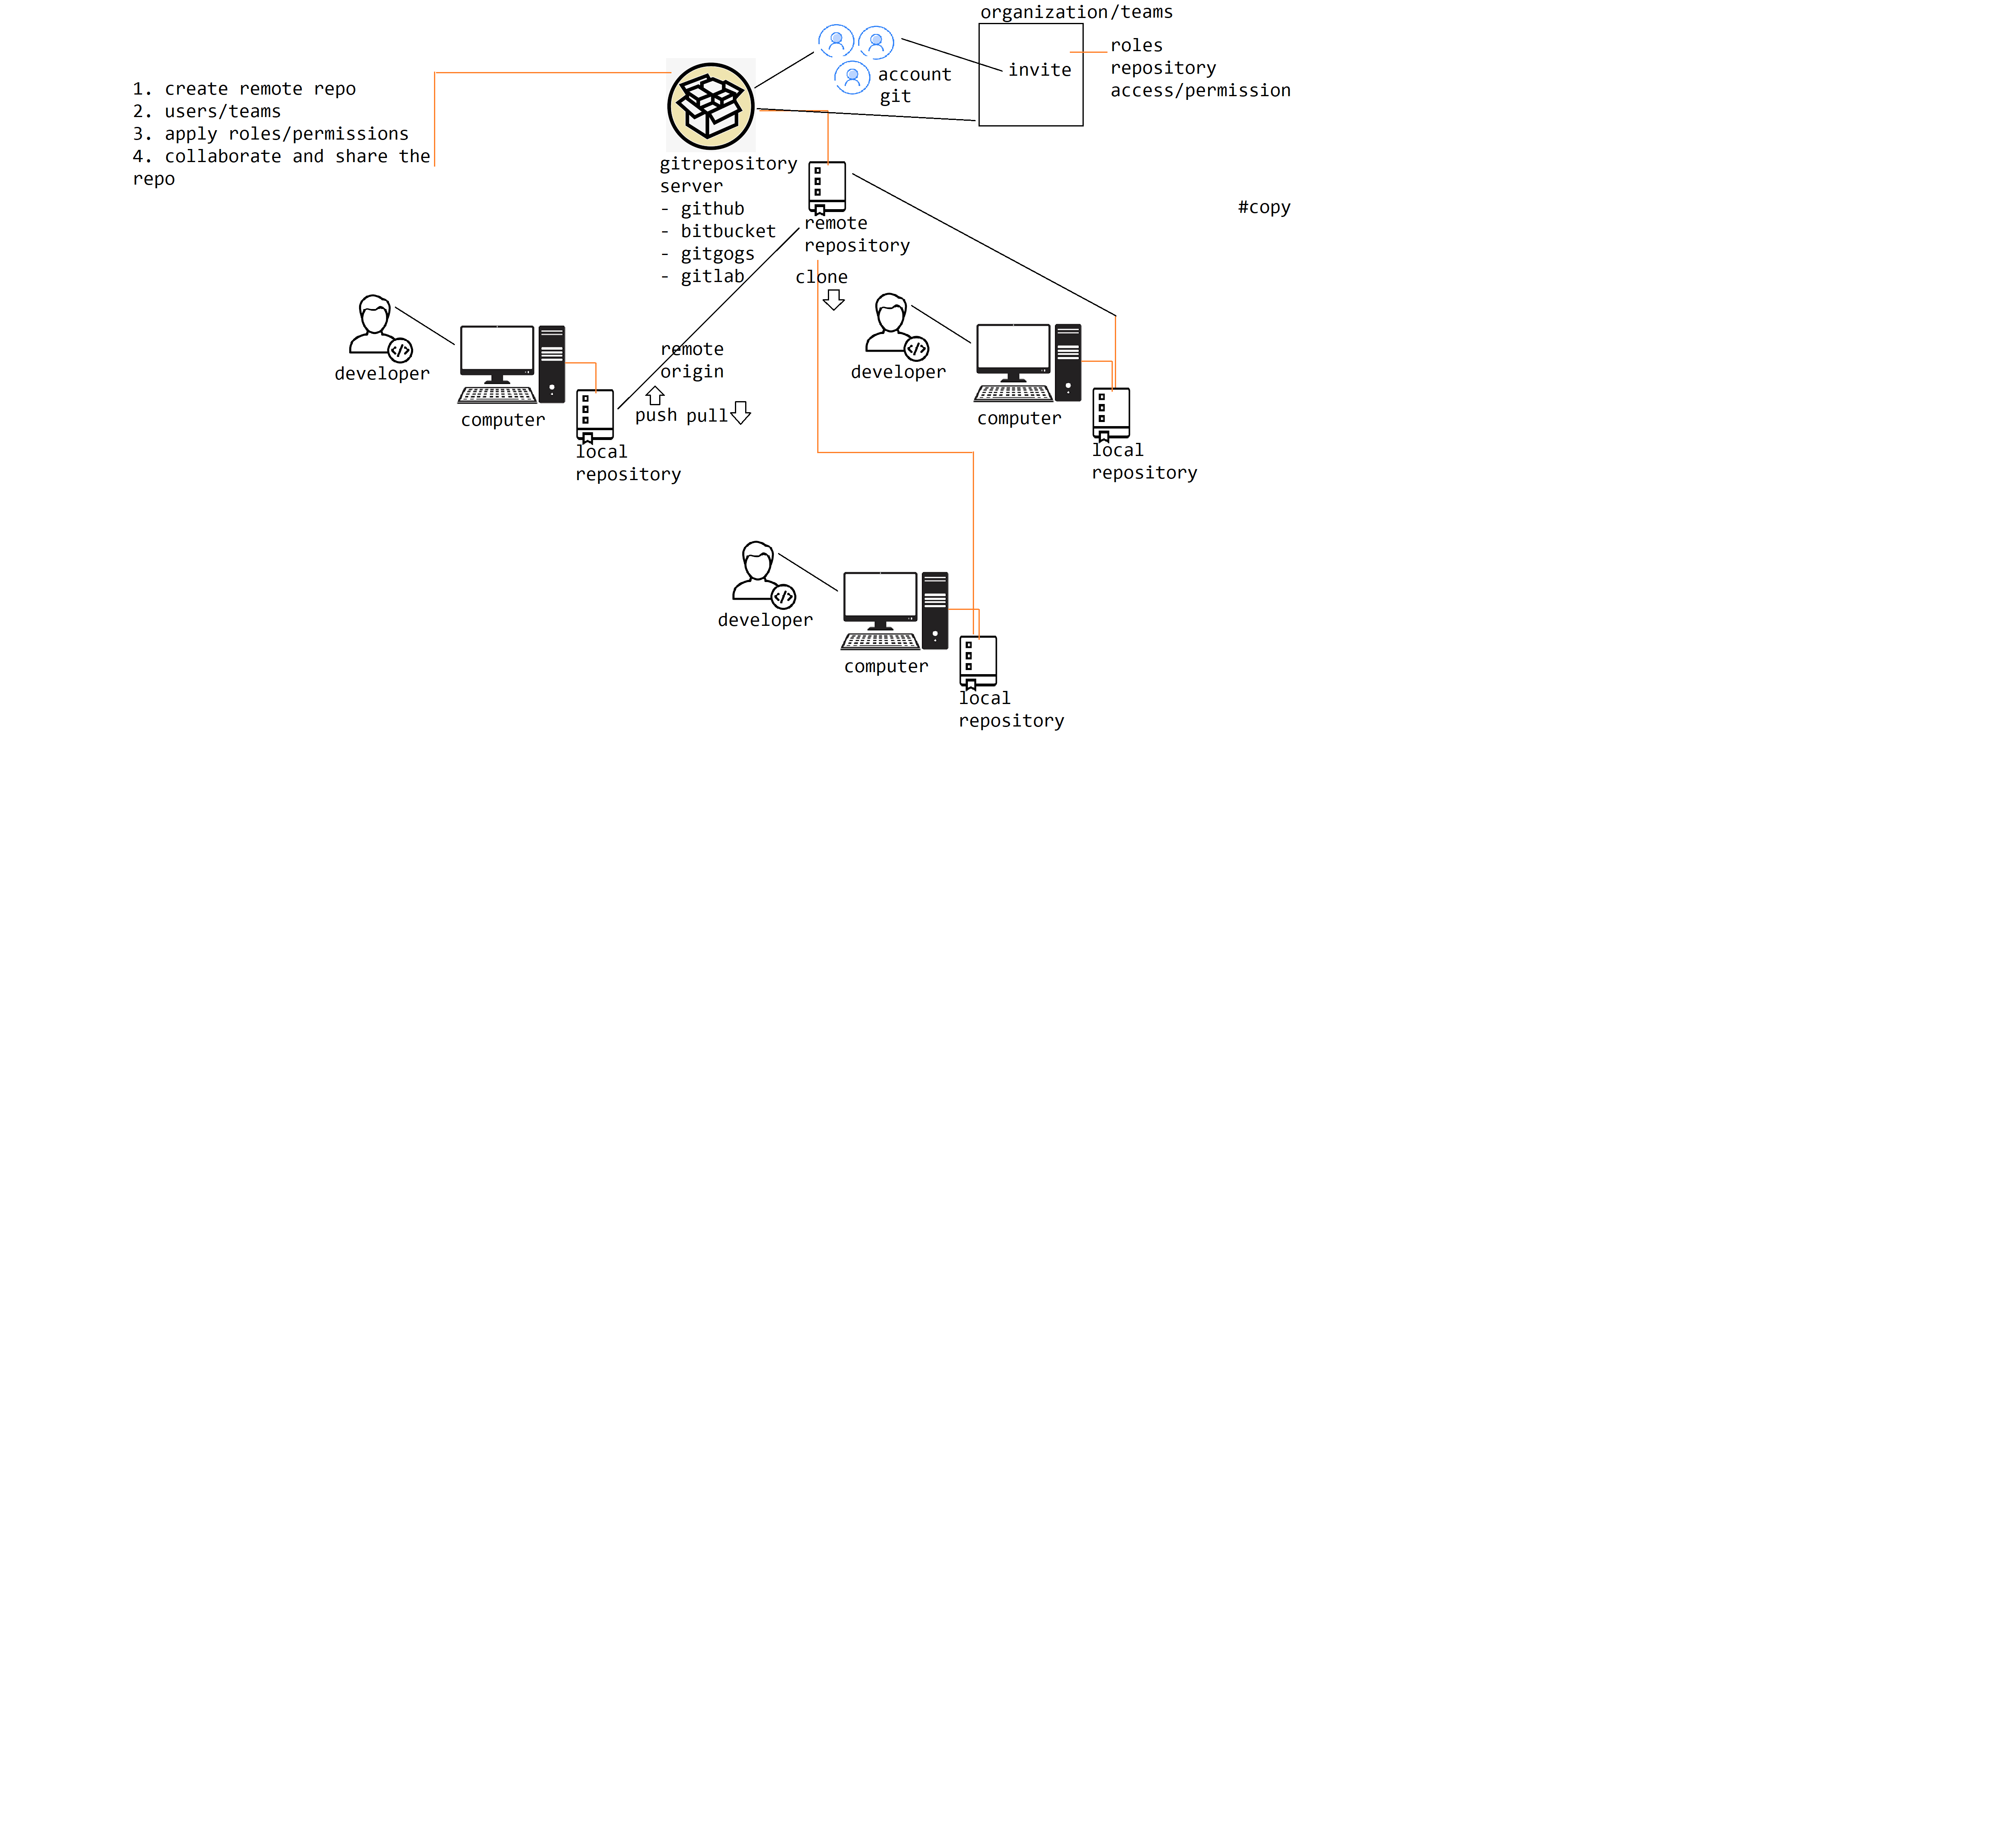 organization/teams
roles
repository
access/permission
invite
account
git
1. create remote repo
2. users/teams
3. apply roles/permissions
4. collaborate and share the
repo
gitrepository
server
- github
- bitbucket
- gitgogs
- gitlab
remote
repository
#copy
clone
developer
computer
local
repository
remote
origin
push pull
developer
computer
local
repository
developer
computer
local
repository